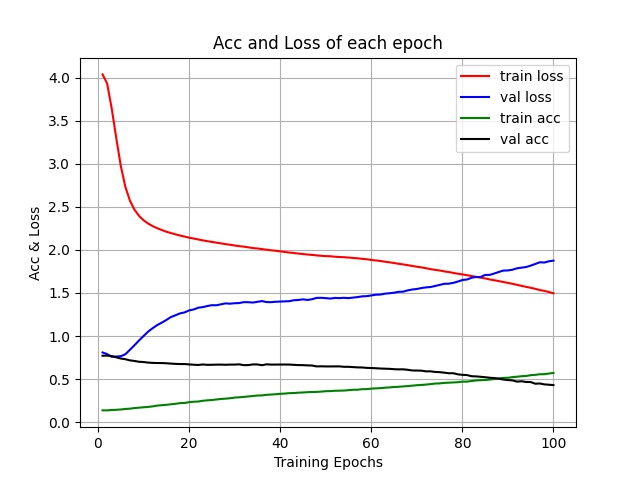 Acc and Loss of each epoch
train loss
val loss
train acc
val acc
4.0
3.5
3.0
2.5
2.0
1.5
1.0
0.5
0.0
Acc & Loss
0 20 40 60 80 100
Training Epochs